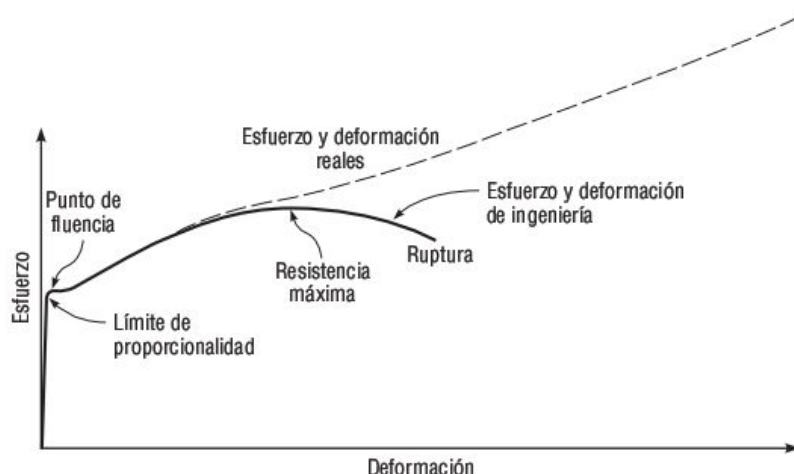 Esfuerzo y deformación
reales
Punto de
fluencia
Esfuerzo y deformación
de ingeniería
Ruptura
Resistencia
máxima
Esfuerzo
Límite de
proporcionalidad
Deformación